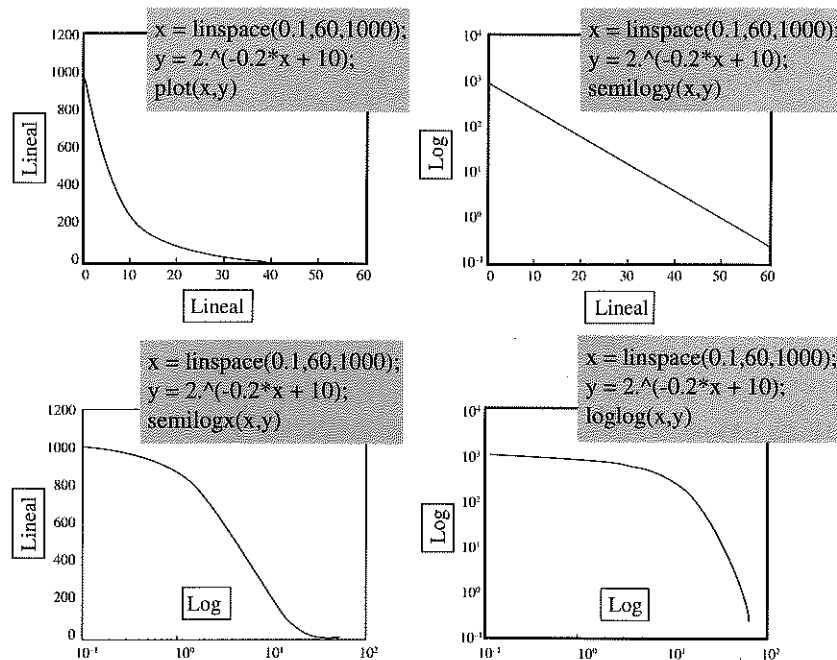 x = linspace(0.1,60,1000);
y = 2.^(-0.2*x + 10);
plot(x,y)
1200
1000
800
600
400
200
0
Lineal
0 10 20 30 40 50 60
Lineal
x = linspace(0.1,60,1000);
y = 2.^(-0.2*x + 10);
semilogy(x,y)
10⁴
10³
10²
10¹
10⁰
10⁻¹
Log
0 10 20 30 40 50 60
Lineal
x = linspace(0.1,60,1000);
y = 2.^(-0.2*x + 10);
semilogx(x,y)
1200
1000
800
600
400
200
0
Lineal
Log
10⁻¹ 10⁰ 10¹ 10²
x = linspace(0.1,60,1000);
y = 2.^(-0.2*x + 10);
loglog(x,y)
10⁴
10³
10²
10¹
10⁰
10⁻¹
Log
Log
10⁻¹ 10⁰ 10¹ 10²